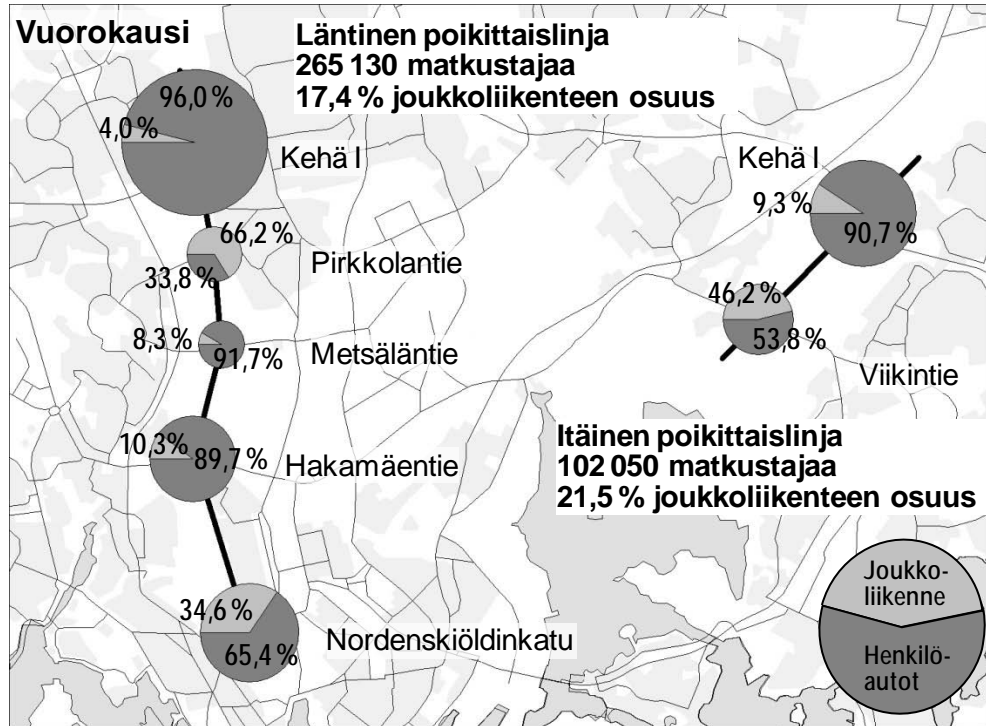 Vuorokausi
Läntinen poikittaislinja
265 130 matkustajaa
17,4 % joukkoliikenteen osuus
96,0 %
4,0 %
Kehä I
66,2 %
33,8 %
Pirkkolantie
8,3 %
91,7%
Metsäläntie
10,3%
89,7 %
Hakamäentie
34,6 %
65,4 %
Nordenskiöldinkatu
Kehä I
9,3 %
90,7 %
46,2 %
53,8 %
Viikintie
Itäinen poikittaislinja
102 050 matkustajaa
21,5 % joukkoliikenteen osuus
Joukko-
liikenne
Henkilö-
autot